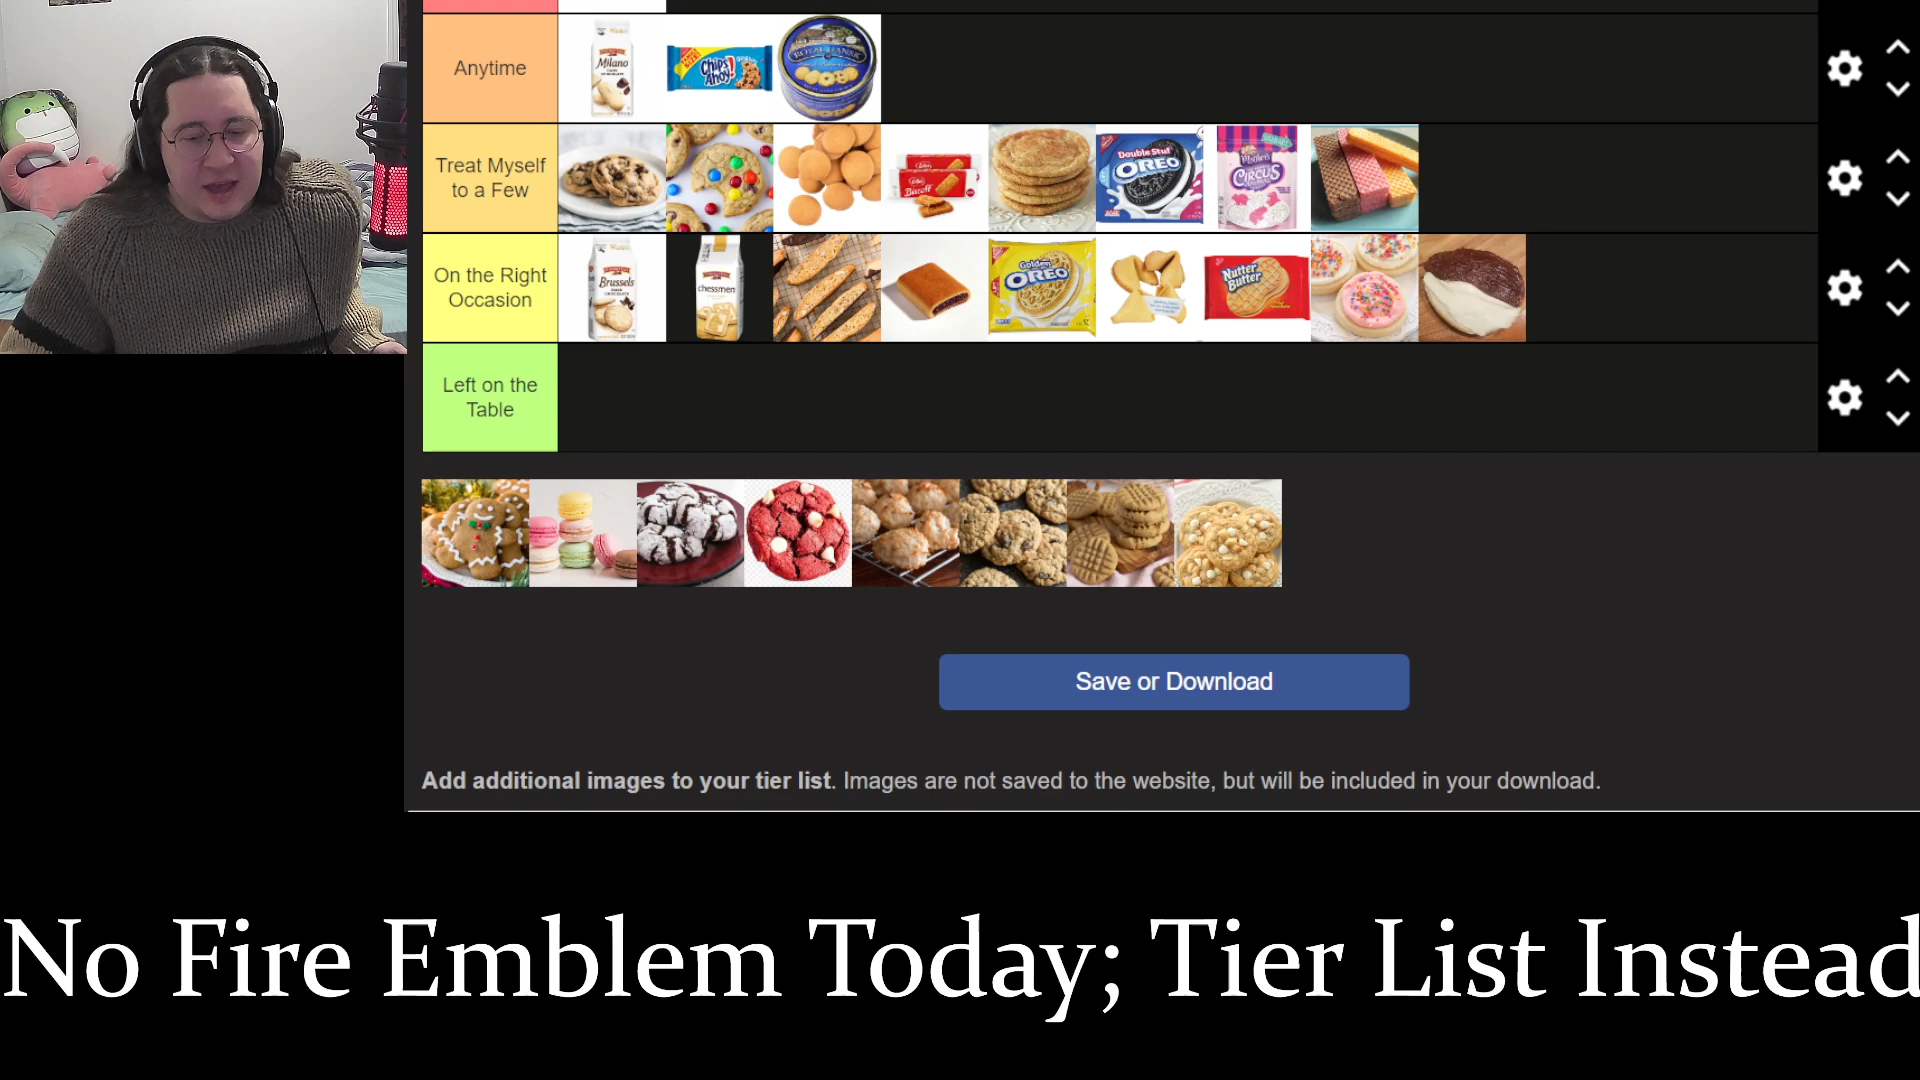 Anytime
Milano
Chips Ahoy!
ROYAL DANSK
Treat Myself
to a Few
Biscoff
Double Stuf
OREO
Mother's
CIRCUS
On the Right
Occasion
Brussels
chessmen
Golden
OREO
Nutter
Butter
Left on the
Table
Save or Download
Add additional images to your tier list. Images are not saved to the website, but will be included in your download.
No Fire Emblem Today; Tier List Instead